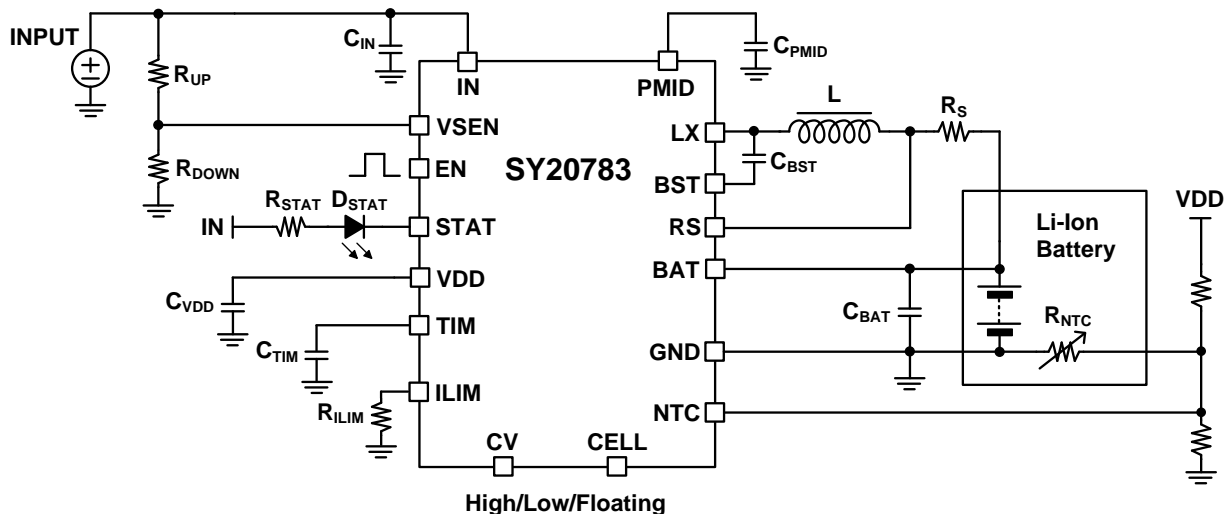 INPUT
C_IN
C_PMID
R_UP
IN
PMID
L
R_S
VSEN
LX
R_DOWN
EN
SY20783
C_BST
BST
VDD
R_STAT
D_STAT
IN
STAT
RS
Li-Ion
Battery
VDD
BAT
C_VDD
TIM
C_BAT
R_NTC
C_TIM
GND
ILIM
R_ILIM
NTC
CV
CELL
High/Low/Floating